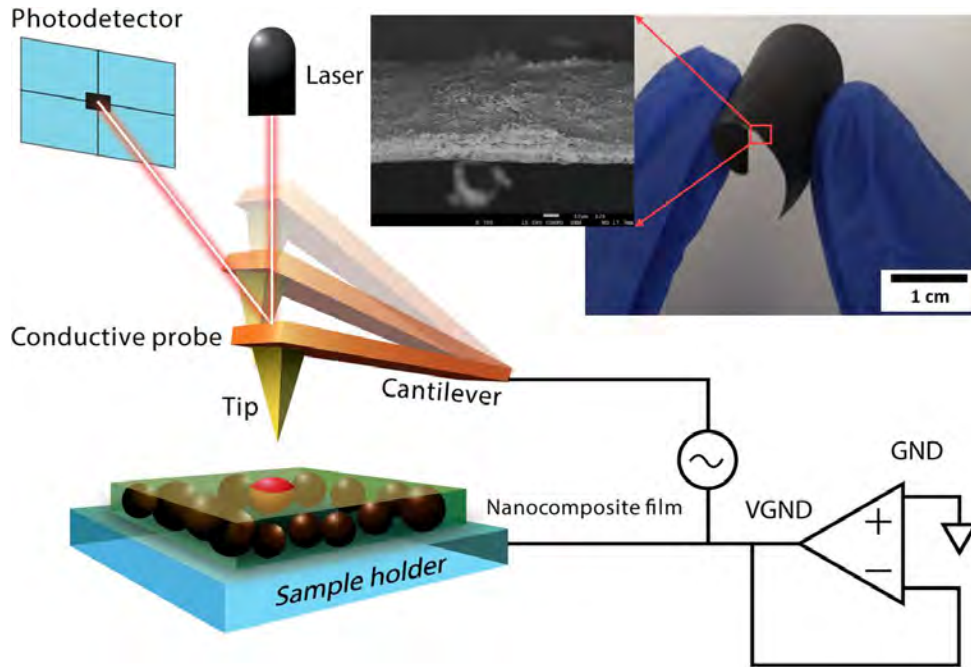 Photodetector
Laser
1 cm
Conductive probe
Cantilever
Tip
GND
Nanocomposite film
VGND
Sample holder